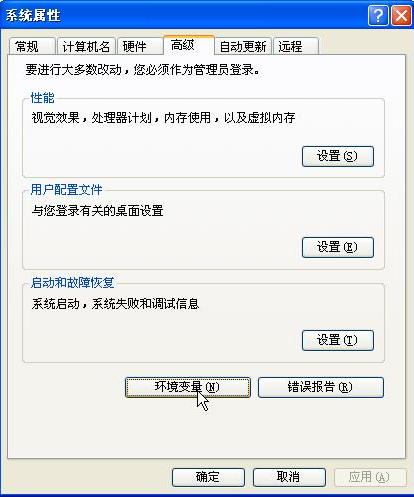 系统属性
常规 计算机名 硬件 高级 自动更新 远程
要进行大多数改动，您必须作为管理员登录。
性能
视觉效果，处理器计划，内存使用，以及虚拟内存
设置(S)
用户配置文件
与您登录有关的桌面设置
设置(E)
启动和故障恢复
系统启动，系统失败和调试信息
设置(T)
环境变量(N) 错误报告(R)
确定 取消 应用(A)